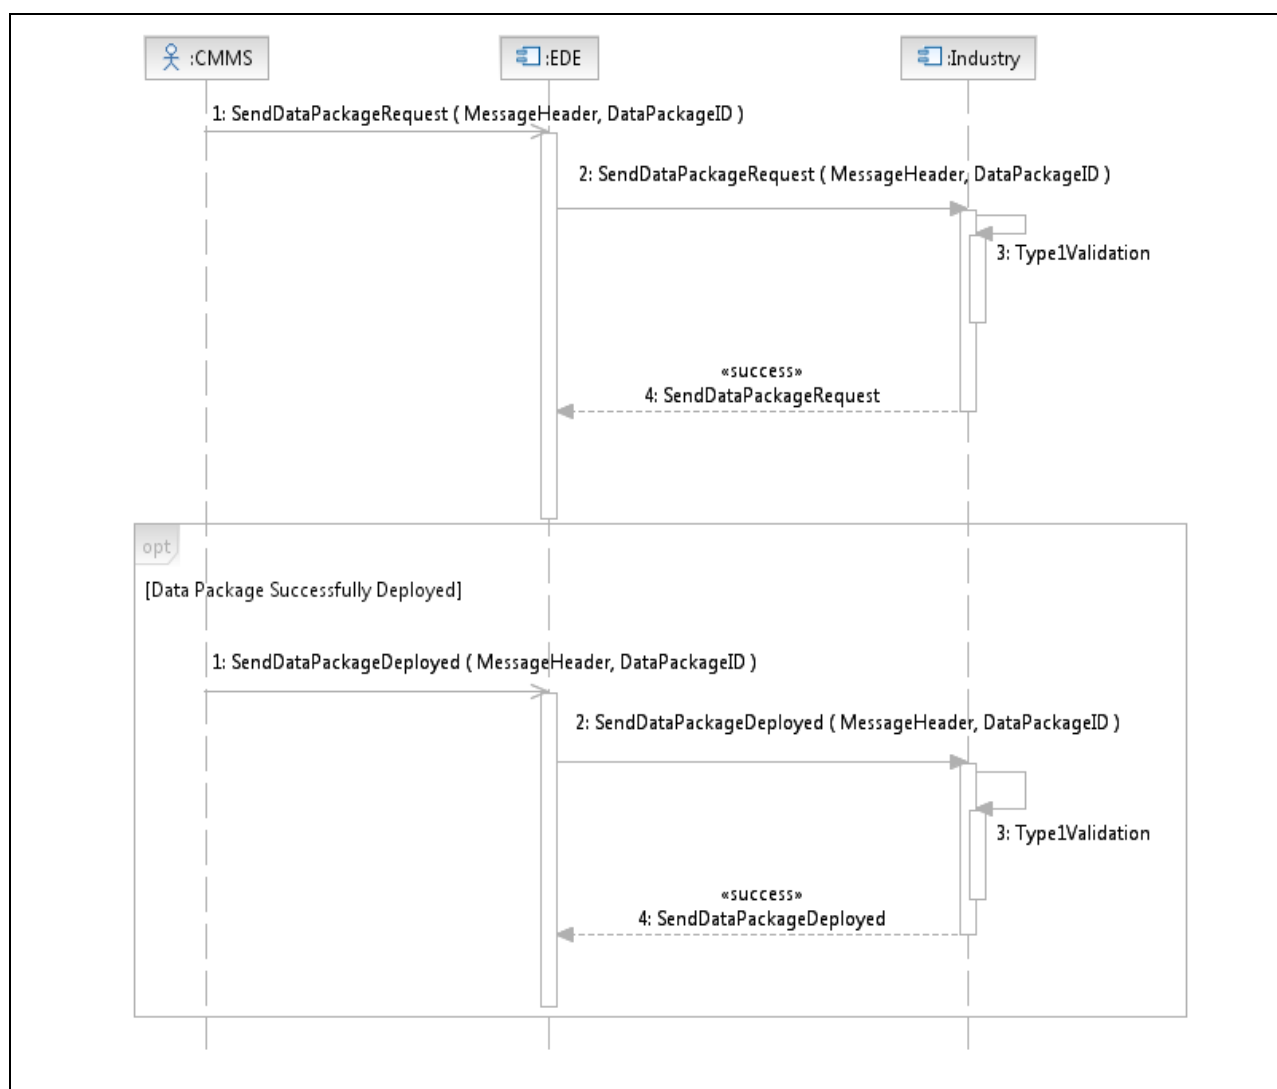 :CMMS
:EDE
:Industry
1: SendDataPackageRequest ( MessageHeader, DataPackageID )
2: SendDataPackageRequest ( MessageHeader, DataPackageID )
3: Type1Validation
«success»
4: SendDataPackageRequest
opt
[Data Package Successfully Deployed]
1: SendDataPackageDeployed ( MessageHeader, DataPackageID )
2: SendDataPackageDeployed ( MessageHeader, DataPackageID )
3: Type1Validation
«success»
4: SendDataPackageDeployed